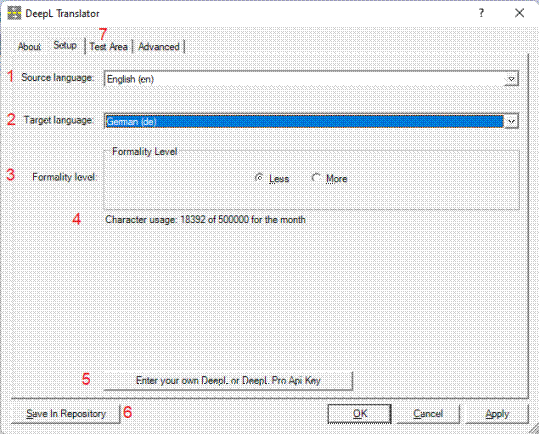 DeepL Translator
7
About Setup Test Area Advanced
1 Source language: English (en)
2 Target language: German (de)
Formality Level
3 Formality level: Less More
4 Character usage: 18392 of 500000 for the month
5 Enter your own DeepL or DeepL Pro Api Key
Save In Repository 6 OK Cancel Apply